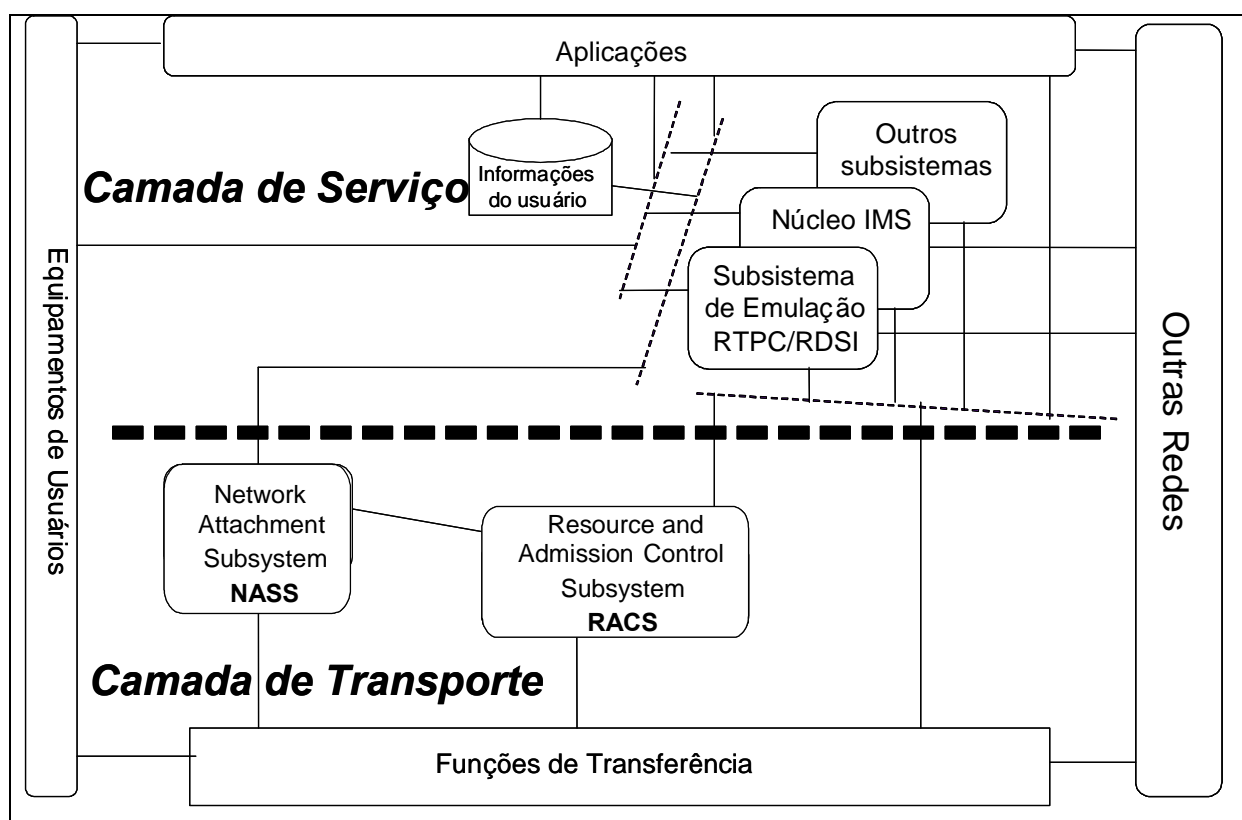 Aplicações
Outros
subsistemas
Informações
do usuário
Camada de Serviço
Núcleo IMS
Subsistema
de Emulação
RTPC/RDSI
Equipamentos de Usuários
Outras Redes
Network
Attachment
Subsystem
NASS
Resource and
Admission Control
Subsystem
RACS
Camada de Transporte
Funções de Transferência